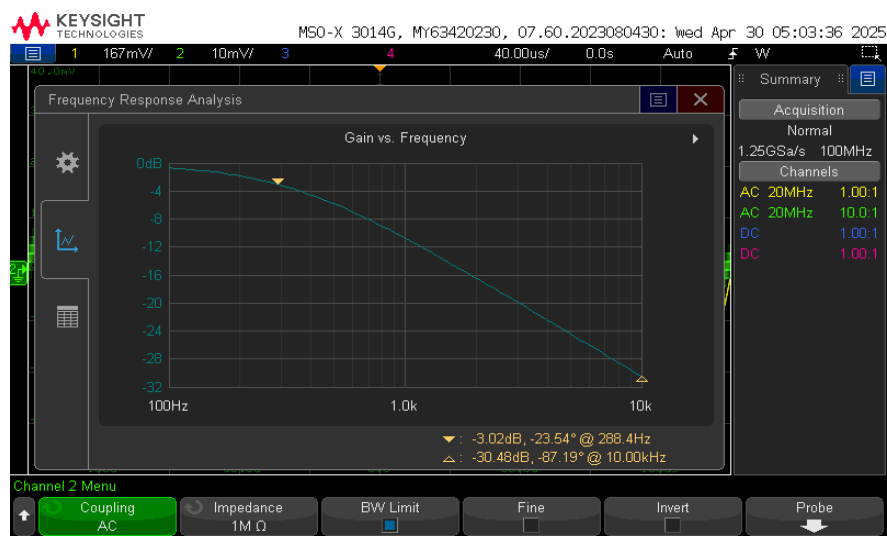 KEYSIGHT
TECHNOLOGIES
MSO-X 3014G, MY63420230, 07.60.2023080430: Wed Apr 30 05:03:36 2025
1 167mV/ 2 10mV/ 3 4 40.00us/ 0.0s Auto W
40.0mV
Summary
Frequency Response Analysis
Acquisition
Normal
1.25GSa/s 100MHz
Channels
AC 20MHz 1.00:1
AC 20MHz 10.0:1
DC 1.00:1
DC 1.00:1
Gain vs. Frequency
0dB
-4
-8
-12
-16
-20
-24
-28
-32
100Hz 1.0k 10k
: -3.02dB, -23.54° @ 288.4Hz
: -30.48dB, -87.19° @ 10.00kHz
Channel 2 Menu
Coupling Impedance BW Limit Fine Invert Probe
AC 1M Ω